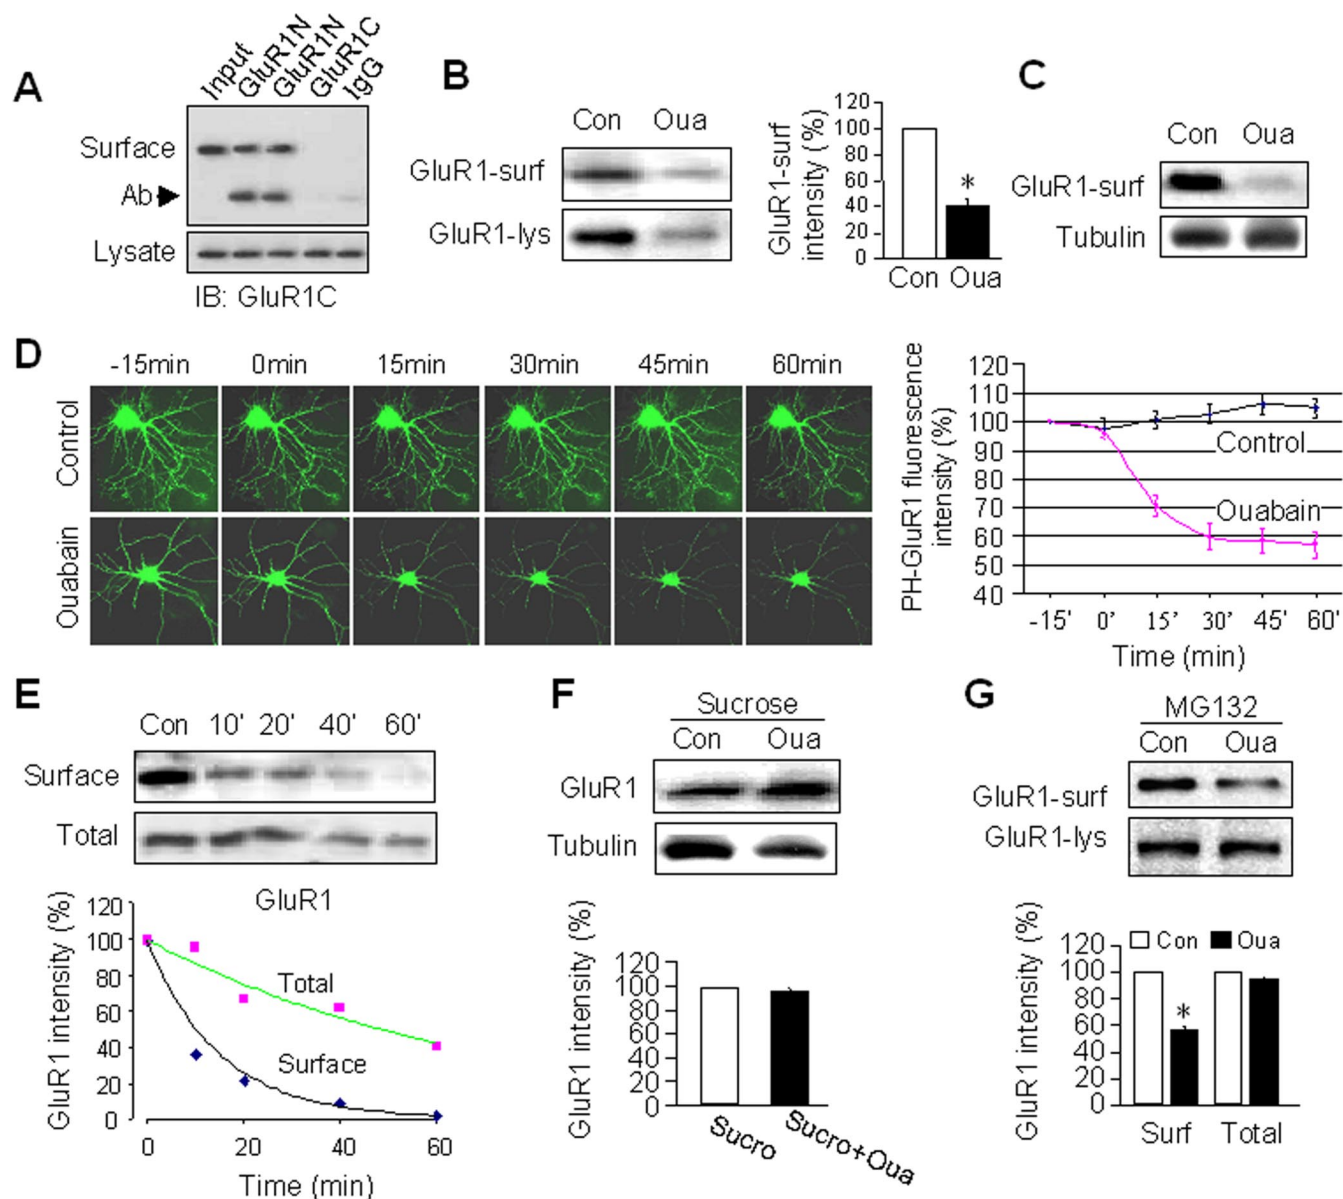 A
Input
GluR1N
GluR1N
GluR1C
IgG
Surface
Ab
Lysate
IB: GluR1C
B
Con Oua
GluR1-surf
GluR1-lys
GluR1-surf
intensity (%)
120
100
80
60
40
20
0
*
Con Oua
C
Con Oua
GluR1-surf
Tubulin
D
-15min 0min 15min 30min 45min 60min
Control
Ouabain
PH-GluR1 fluorescence
intensity (%)
120
110
100
90
80
70
60
50
40
Control
Ouabain
-15' 0' 15' 30' 45' 60'
Time (min)
E
Con 10' 20' 40' 60'
Surface
Total
GluR1
GluR1 intensity (%)
120
100
80
60
40
20
0
Total
Surface
0 20 40 60
Time (min)
F
Sucrose
Con Oua
GluR1
Tubulin
GluR1 intensity (%)
120
100
80
60
40
20
0
Sucro
Sucro+Oua
G
MG132
Con Oua
GluR1-surf
GluR1-lys
GluR1 intensity (%)
Con Oua
120
100
80
60
40
20
0
*
Surf Total